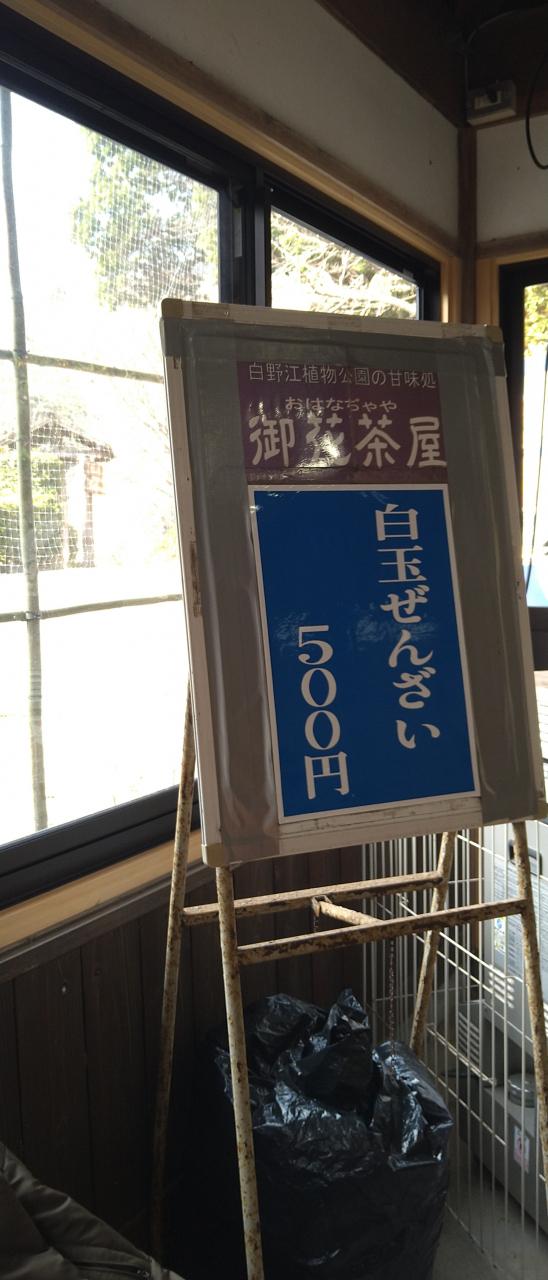 白野江植物公園の甘味処
おはなぢゃや
御花茶屋
白玉ぜんざい
500円